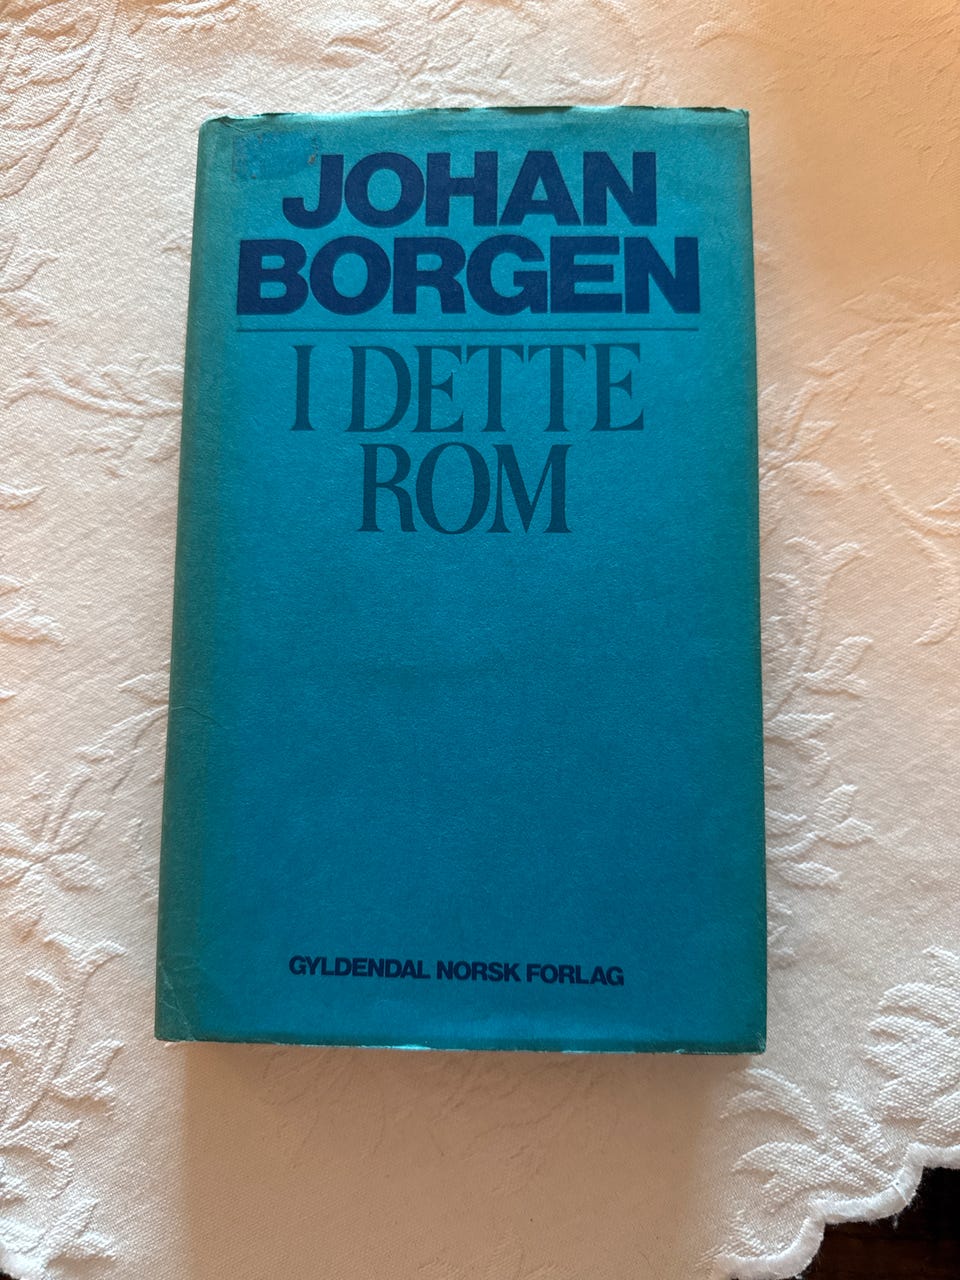 JOHAN
BORGEN
I DETTE
ROM
GYLDENDAL NORSK FORLAG